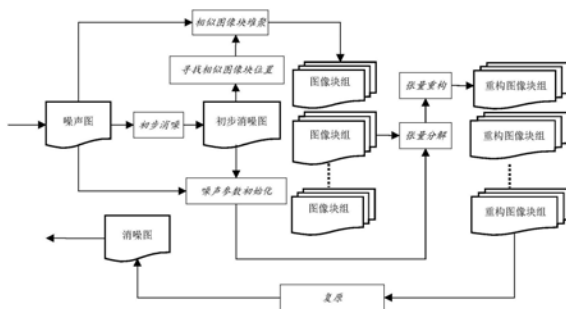 相似图像块堆聚
寻找相似图像块位置
图像块组
张量重构
重构图像块组
噪声图
初步消噪
初步消噪图
图像块组
张量分解
重构图像块组
噪声参数初始化
图像块组
重构图像块组
消噪图
复原